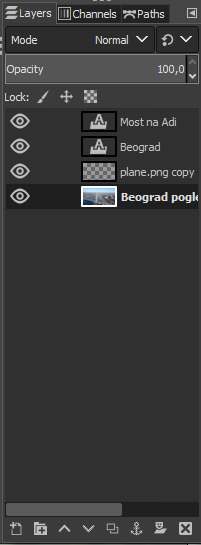 Layers Channels Paths
Mode Normal
Opacity 100,0
Lock:
Most na Adi
Beograd
plane.png copy
Beograd pogle